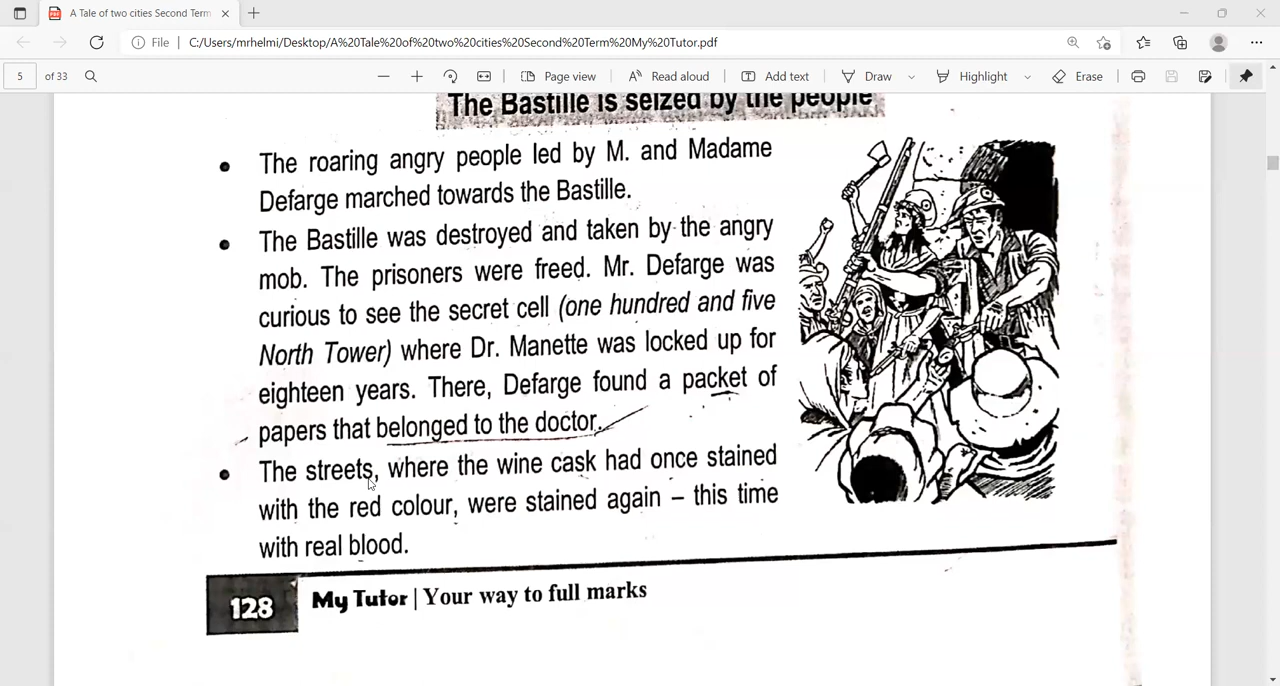 A Tale of two cities Second Term
File
C:/Users/mrhelmi/Desktop/A%20Tale%20of%20two%20cities%20Second%20Term%20My%20Tutor.pdf
5 of 33
Page view
Read aloud
Add text
Draw
Highlight
Erase
The Bastille is seized by the people
• The roaring angry people led by M. and Madame
Defarge marched towards the Bastille.
• The Bastille was destroyed and taken by the angry
mob. The prisoners were freed. Mr. Defarge was
curious to see the secret cell (one hundred and five
North Tower) where Dr. Manette was locked up for
eighteen years. There, Defarge found a packet of
papers that belonged to the doctor.
• The streets, where the wine cask had once stained
with the red colour, were stained again – this time
with real blood.
128
My Tutor | Your way to full marks